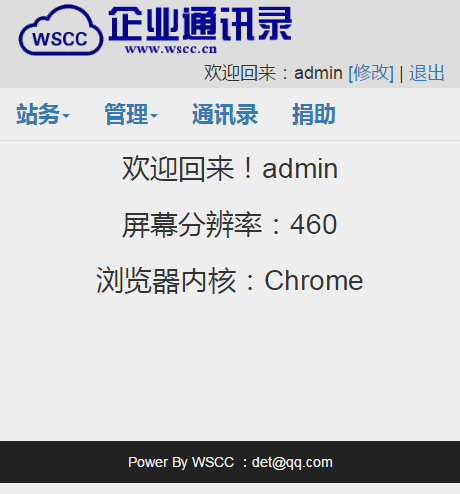 WSCC 企业通讯录
www.wscc.cn
欢迎回来：admin [修改] | 退出
站务 管理 通讯录 捐助
欢迎回来！admin
屏幕分辨率：460
浏览器内核：Chrome
Power By WSCC ：det@qq.com